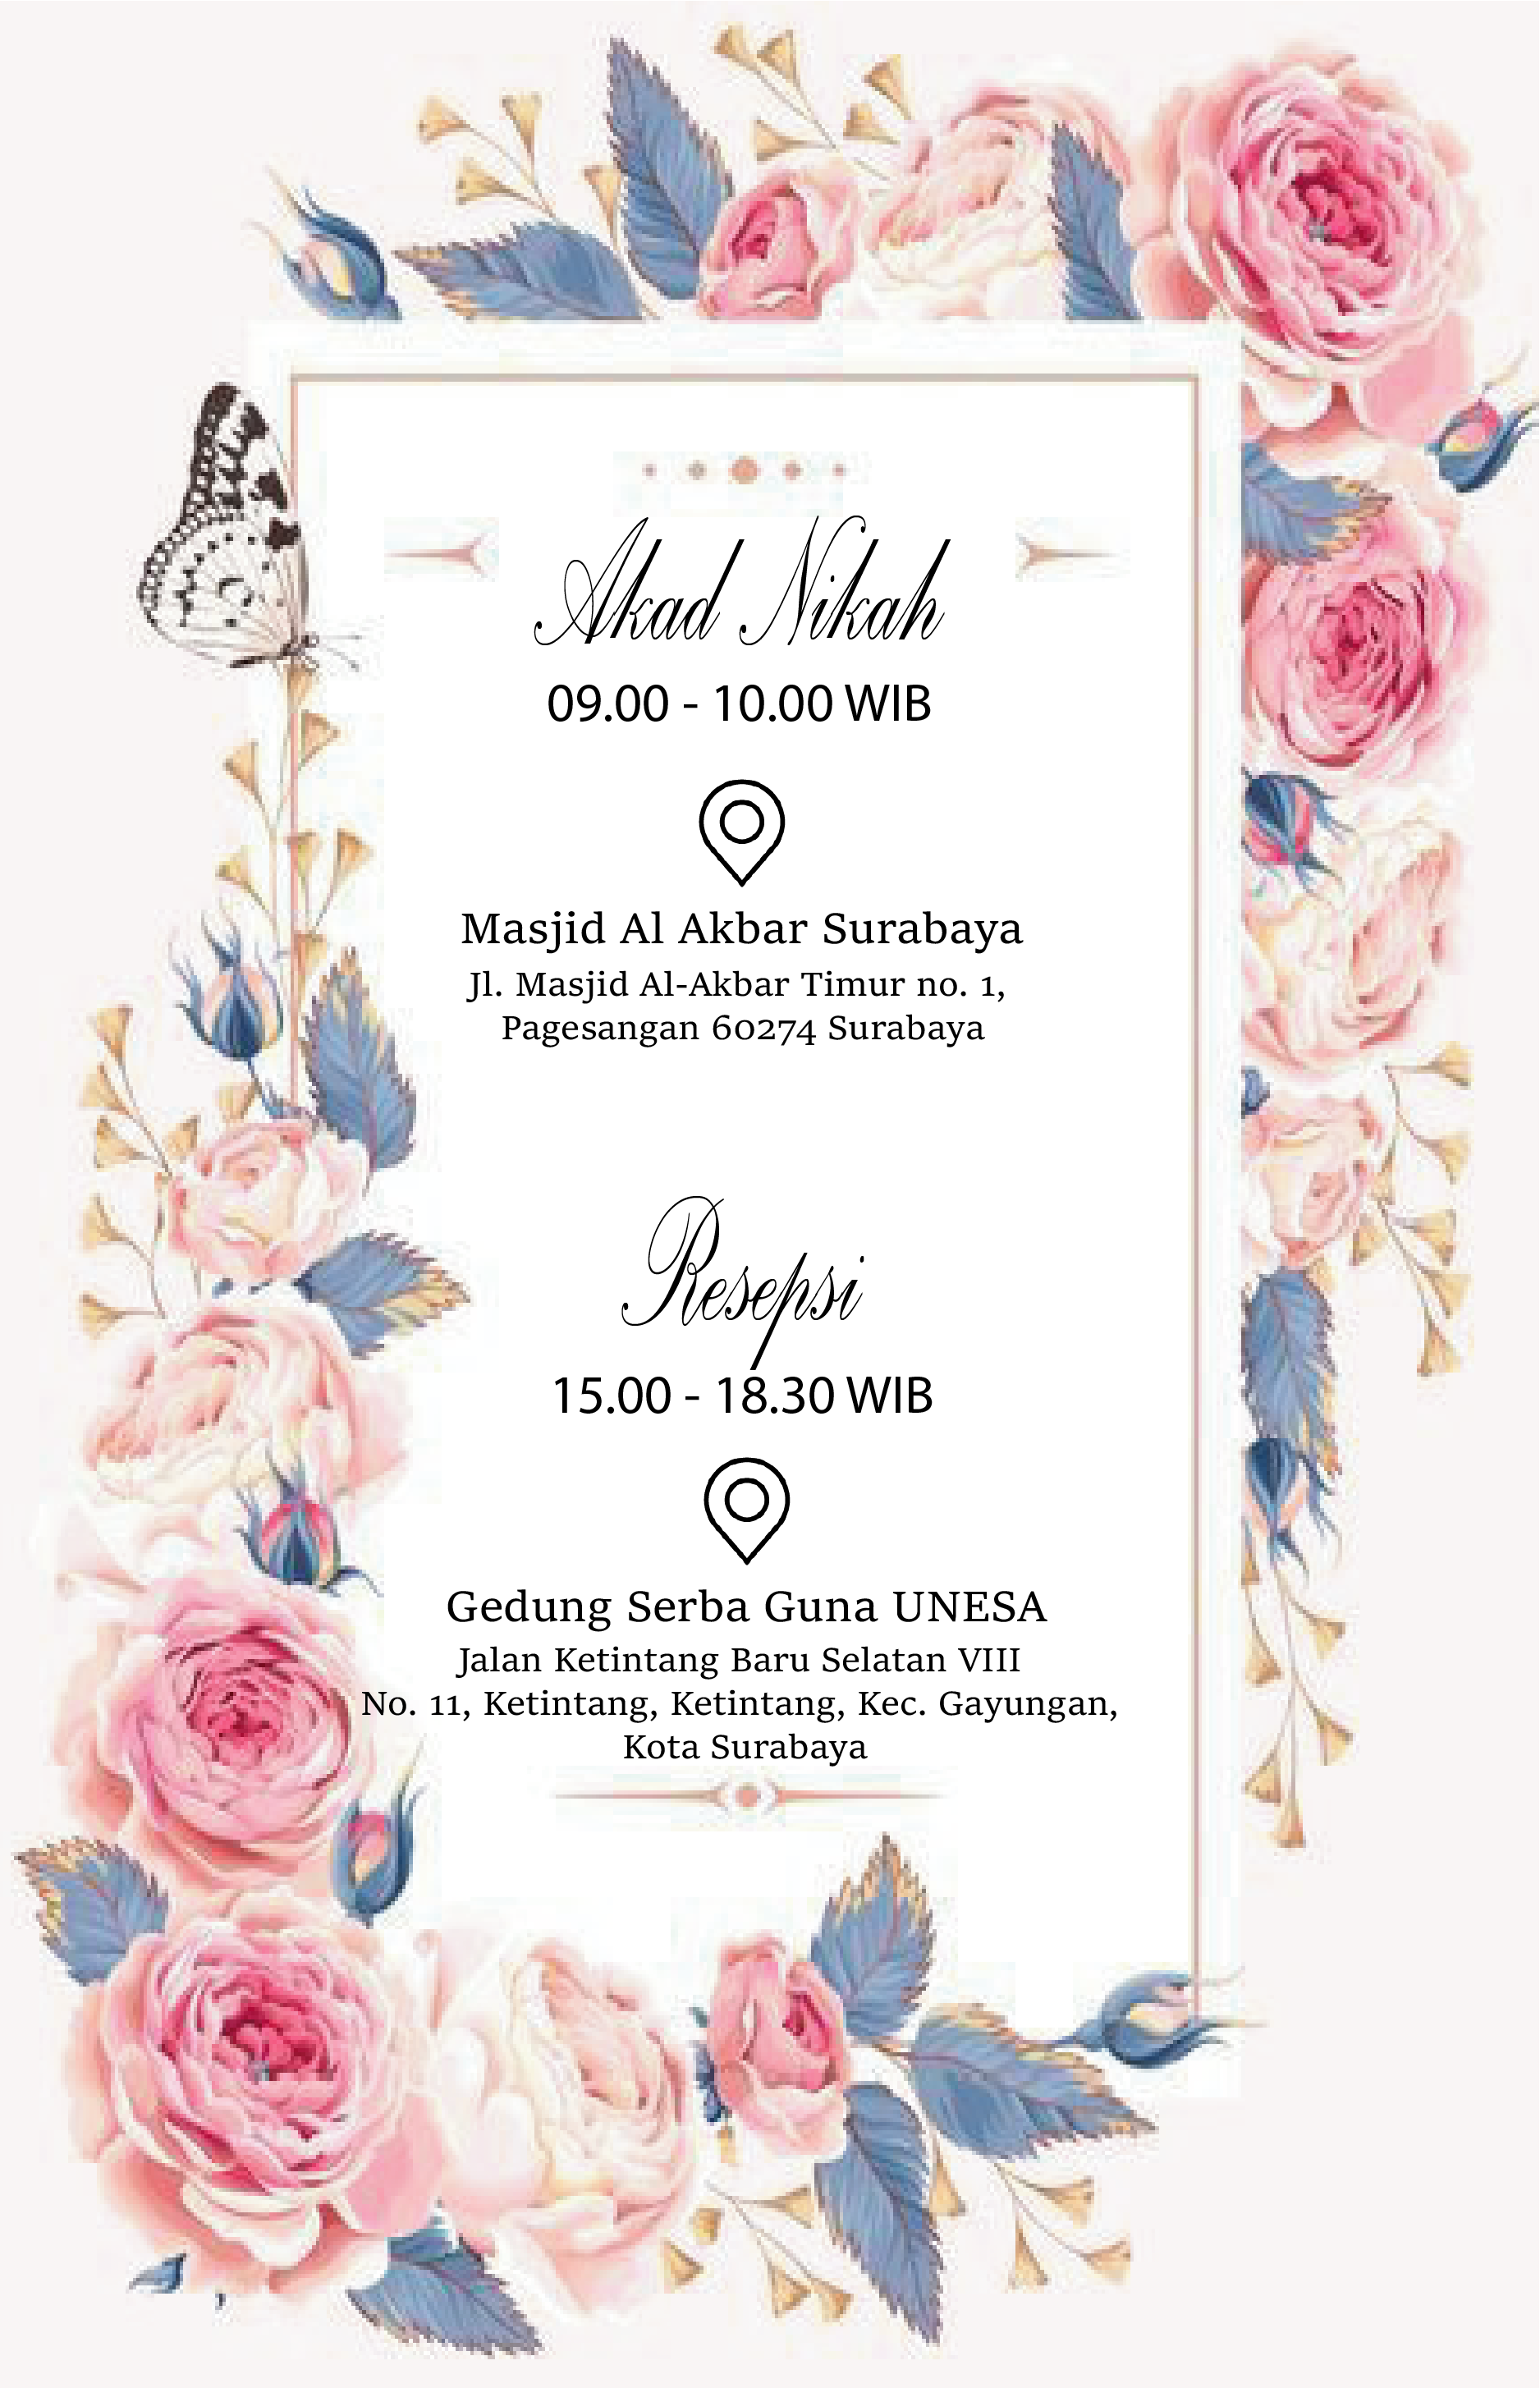 Akad Nikah
09.00 - 10.00 WIB
Masjid Al Akbar Surabaya
Jl. Masjid Al-Akbar Timur no. 1,
Pagesangan 60274 Surabaya
Resepsi
15.00 - 18.30 WIB
Gedung Serba Guna UNESA
Jalan Ketintang Baru Selatan VIII
No. 11, Ketintang, Ketintang, Kec. Gayungan,
Kota Surabaya